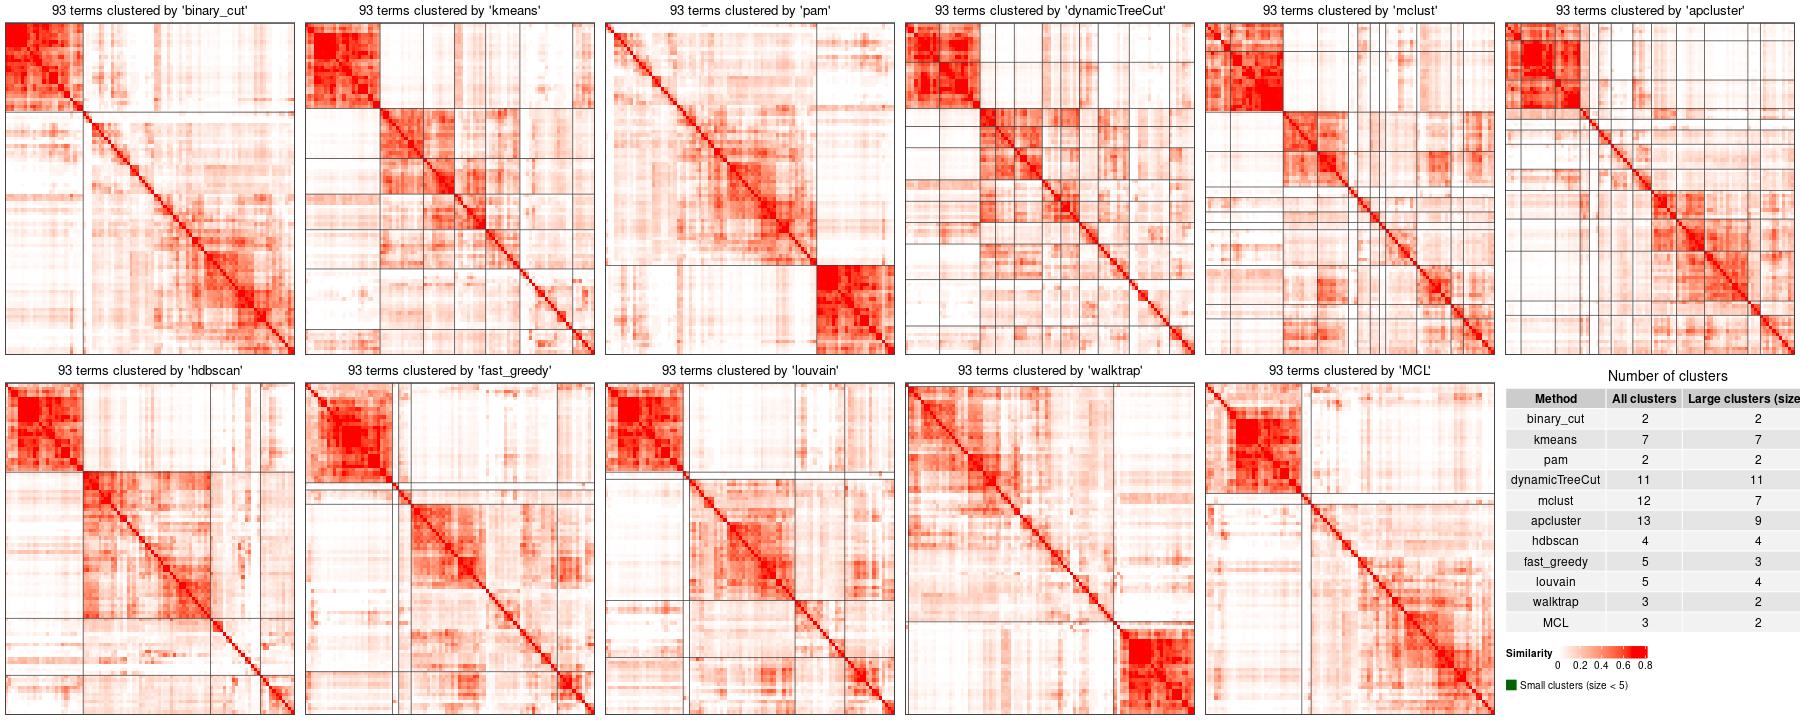 93 terms clustered by 'binary_cut'
93 terms clustered by 'kmeans'
93 terms clustered by 'pam'
93 terms clustered by 'dynamicTreeCut'
93 terms clustered by 'mclust'
93 terms clustered by 'apcluster'
93 terms clustered by 'hdbscan'
93 terms clustered by 'fast_greedy'
93 terms clustered by 'louvain'
93 terms clustered by 'walktrap'
93 terms clustered by 'MCL'
Number of clusters
Method All clusters Large clusters (size
binary_cut 2 2
kmeans 7 7
pam 2 2
dynamicTreeCut 11 11
mclust 12 7
apcluster 13 9
hdbscan 4 4
fast_greedy 5 3
louvain 5 4
walktrap 3 2
MCL 3 2
Similarity
0 0.2 0.4 0.6 0.8
Small clusters (size < 5)